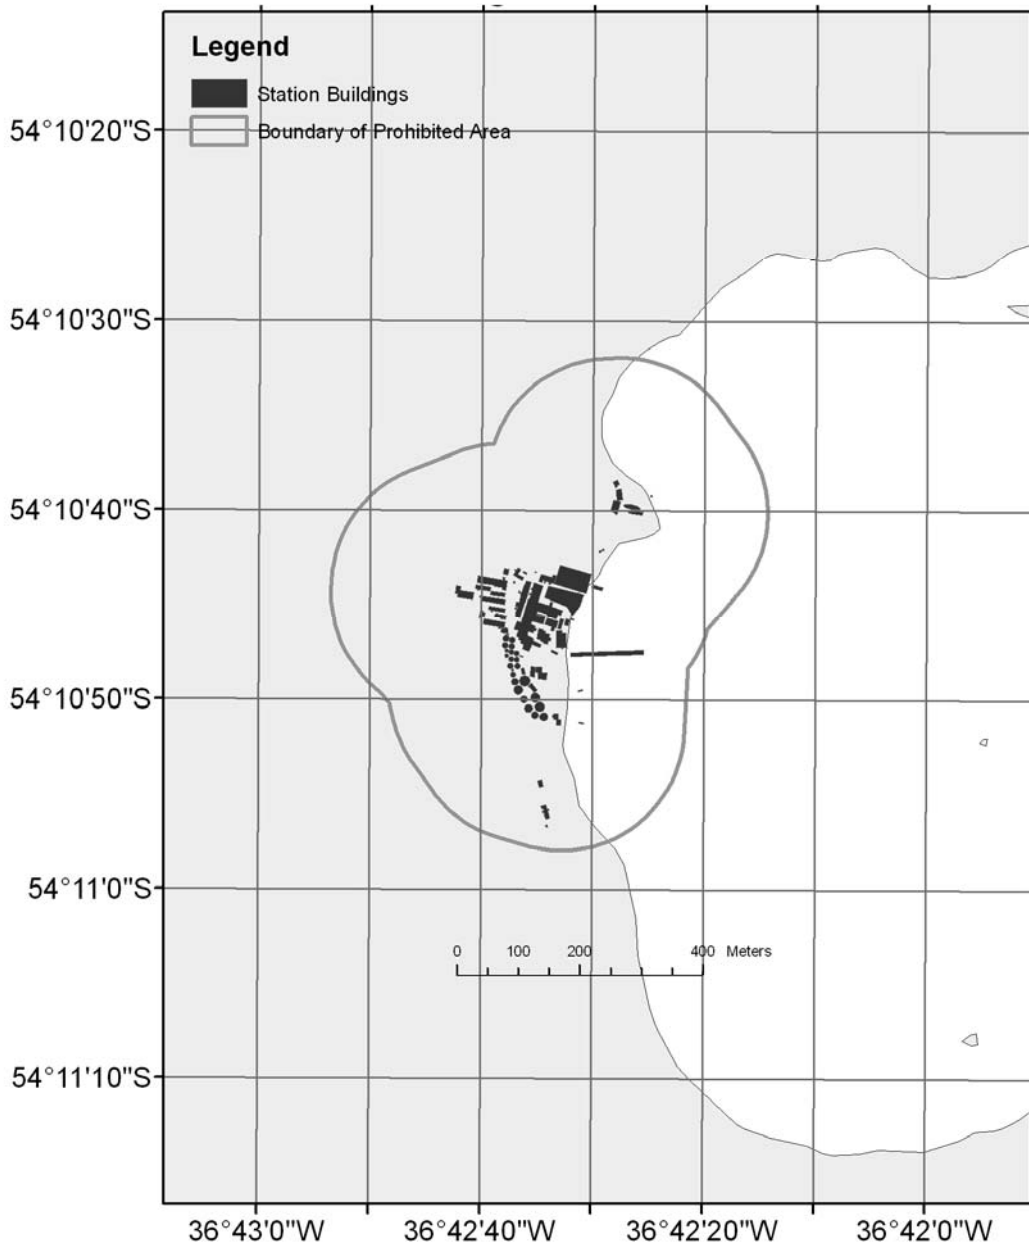 Legend
Station Buildings
Boundary of Prohibited Area
54°10'20"S
54°10'30"S
54°10'40"S
54°10'50"S
54°11'0"S
0 100 200 400 Meters
54°11'10"S
36°43'0"W 36°42'40"W 36°42'20"W 36°42'0"W